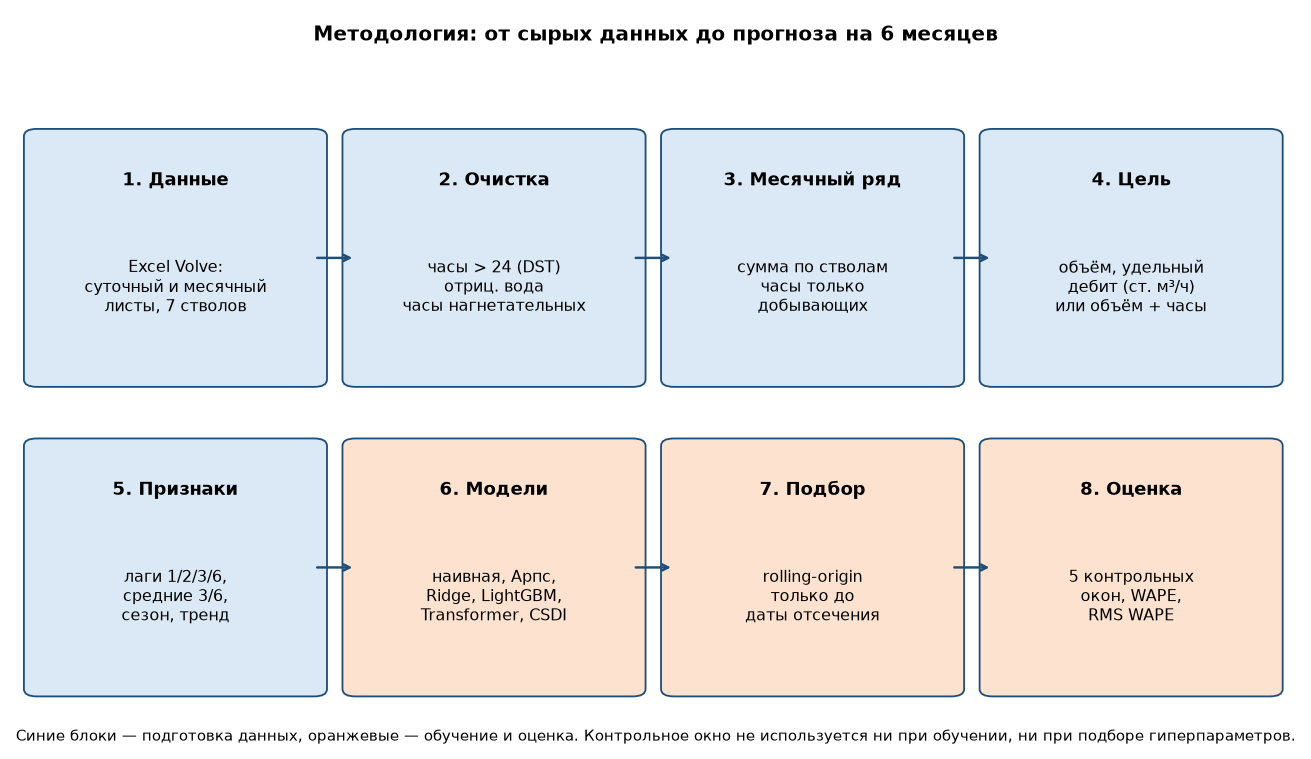 Методология: от сырых данных до прогноза на 6 месяцев
1. Данные
Excel Volve:
суточный и месячный
листы, 7 стволов
2. Очистка
часы > 24 (DST)
отриц. вода
часы нагнетательных
3. Месячный ряд
сумма по стволам
часы только
добывающих
4. Цель
объём, удельный
дебит (ст. м³/ч)
или объём + часы
5. Признаки
лаги 1/2/3/6,
средние 3/6,
сезон, тренд
6. Модели
наивная, Арпс,
Ridge, LightGBM,
Transformer, CSDI
7. Подбор
rolling-origin
только до
даты отсечения
8. Оценка
5 контрольных
окон, WAPE,
RMS WAPE
Синие блоки — подготовка данных, оранжевые — обучение и оценка. Контрольное окно не используется ни при обучении, ни при подборе гиперпараметров.